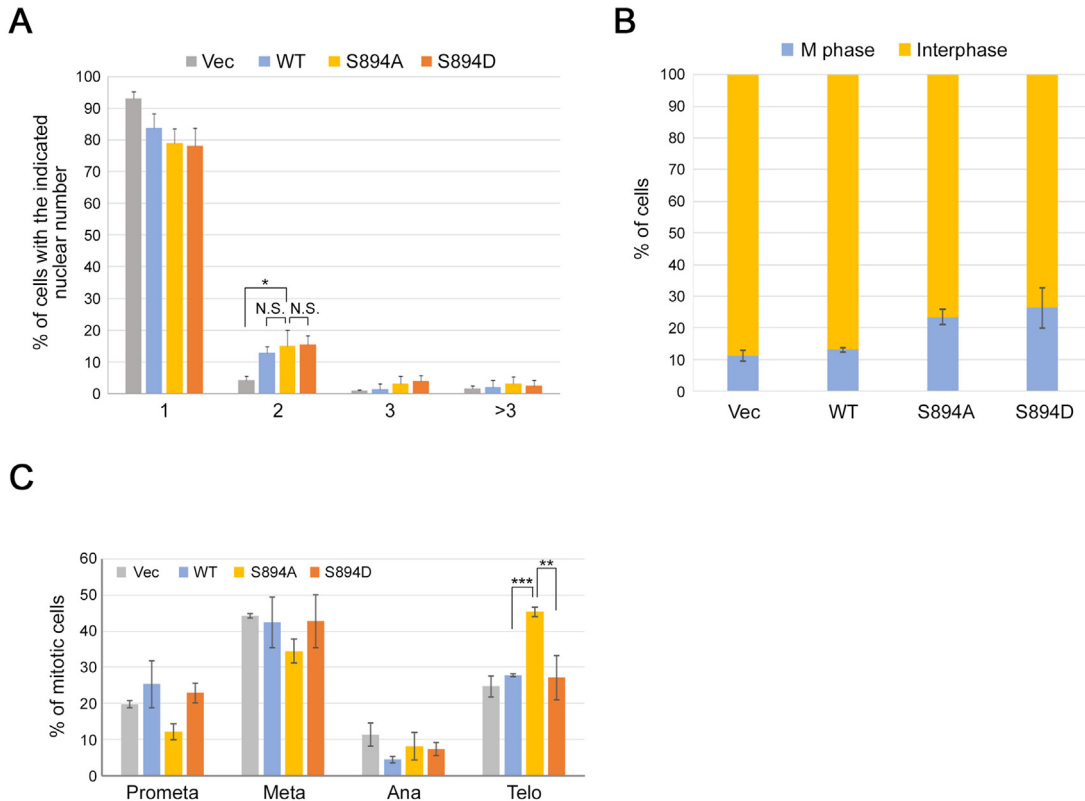 A
Vec WT S894A S894D
% of cells with the indicated
nuclear number
100
90
80
70
60
50
40
30
20
10
0
*
N.S. N.S.
1 2 3 >3
B
M phase Interphase
% of cells
100
90
80
70
60
50
40
30
20
10
0
Vec WT S894A S894D
C
Vec WT S894A S894D
% of mitotic cells
60
50
40
30
20
10
0
*** **
Prometa Meta Ana Telo